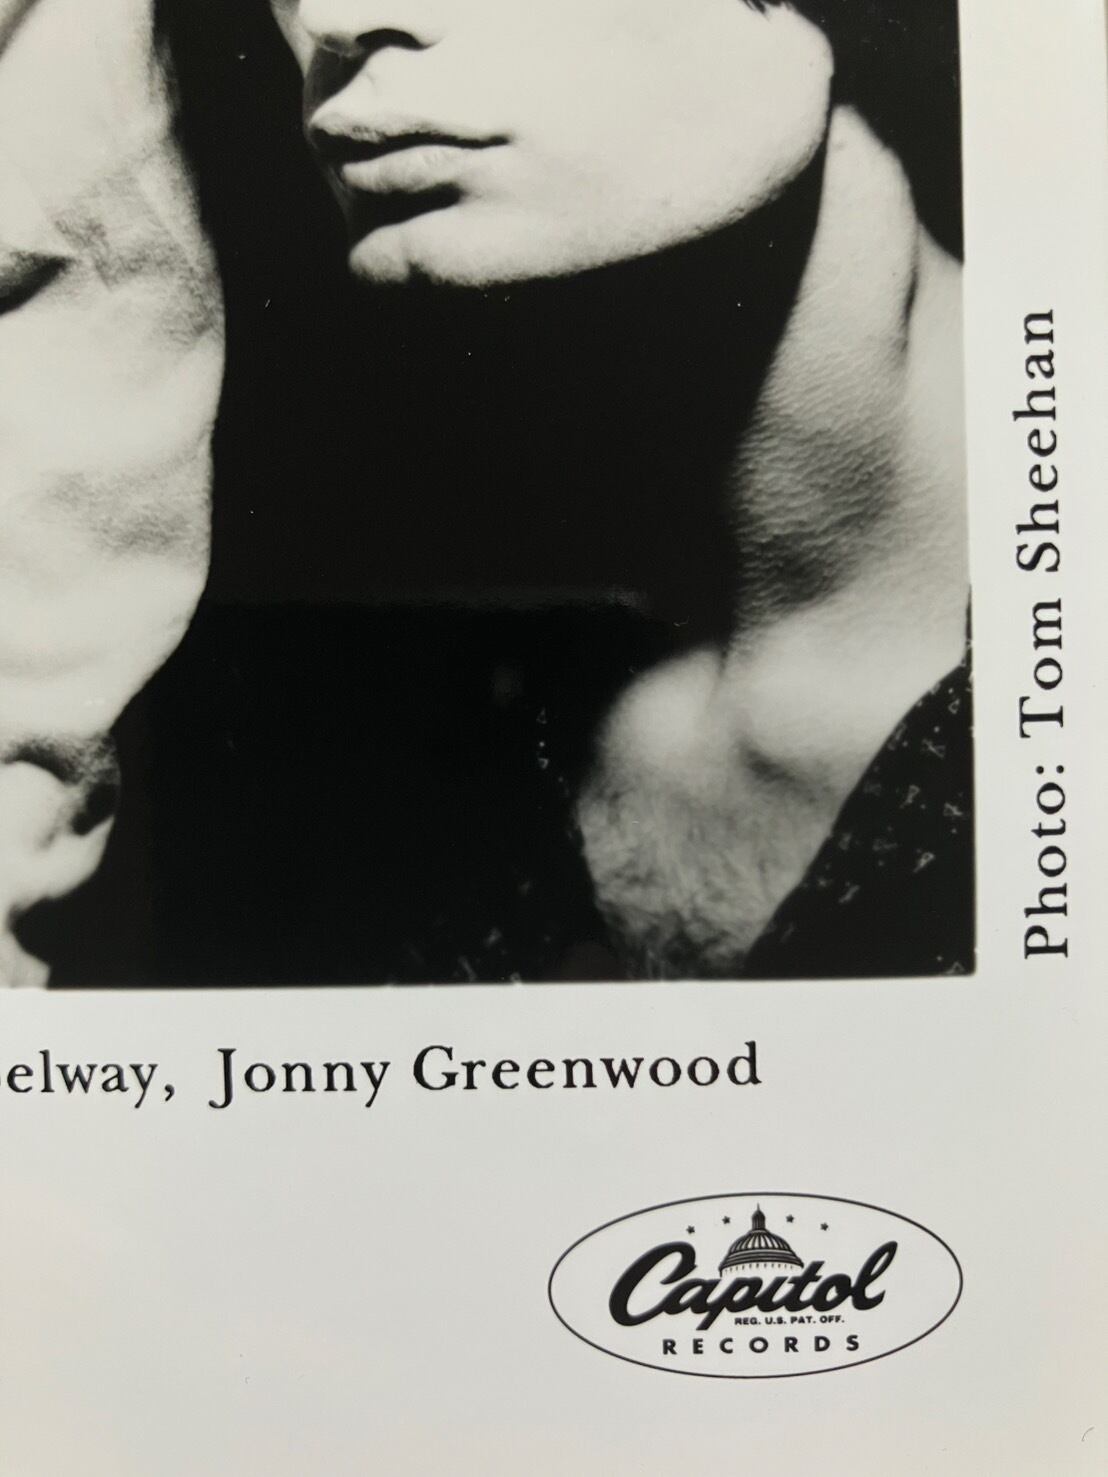 Photo: Tom Sheehan
elway, Jonny Greenwood
Capitol
REG. U.S. PAT. OFF.
RECORDS